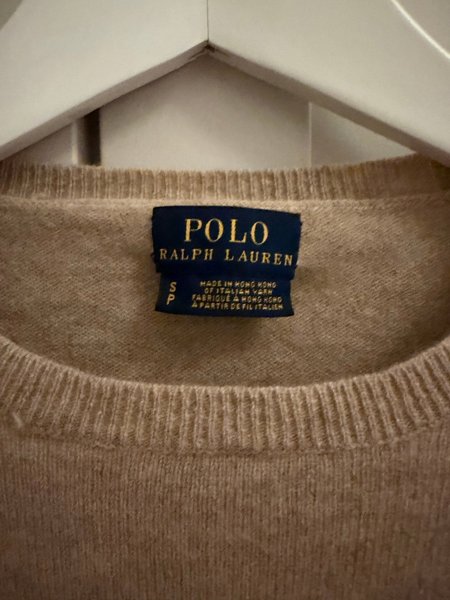 POLO
RALPH LAUREN
S
P
MADE IN HONG KONG
OF ITALIAN YARN
FABRIQUÉ À HONG KONG
À PARTIR DE FIL ITALIEN